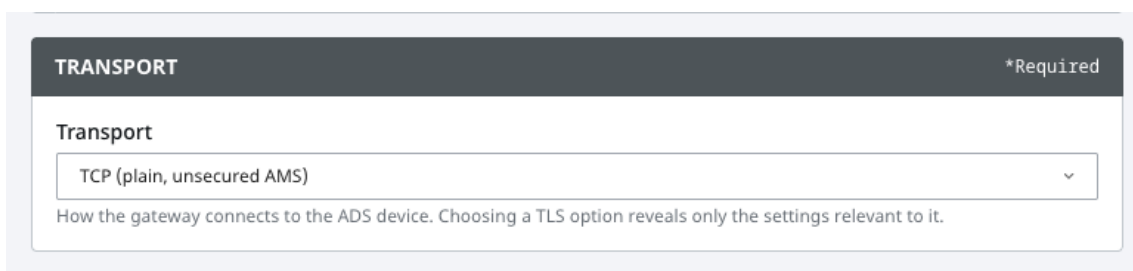 TRANSPORT *Required
Transport
TCP (plain, unsecured AMS)
How the gateway connects to the ADS device. Choosing a TLS option reveals only the settings relevant to it.